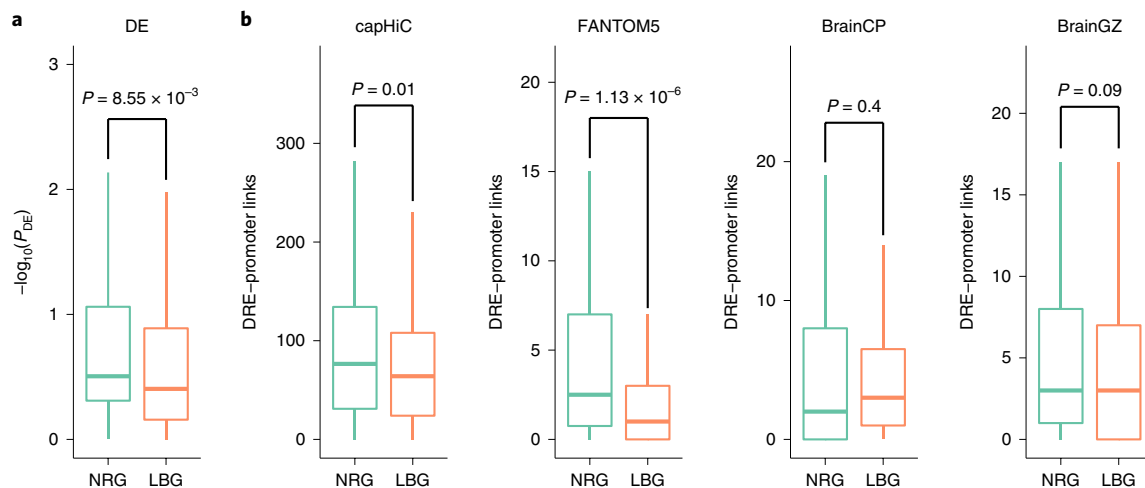 a
DE
3
2
1
0
–log10(PDE)
P = 8.55 × 10–3
NRG LBG
b
capHiC
300
200
100
0
DRE–promoter links
P = 0.01
NRG LBG
FANTOM5
20
15
10
5
0
DRE–promoter links
P = 1.13 × 10–6
NRG LBG
BrainCP
20
10
0
DRE–promoter links
P = 0.4
NRG LBG
BrainGZ
20
15
10
5
0
DRE–promoter links
P = 0.09
NRG LBG